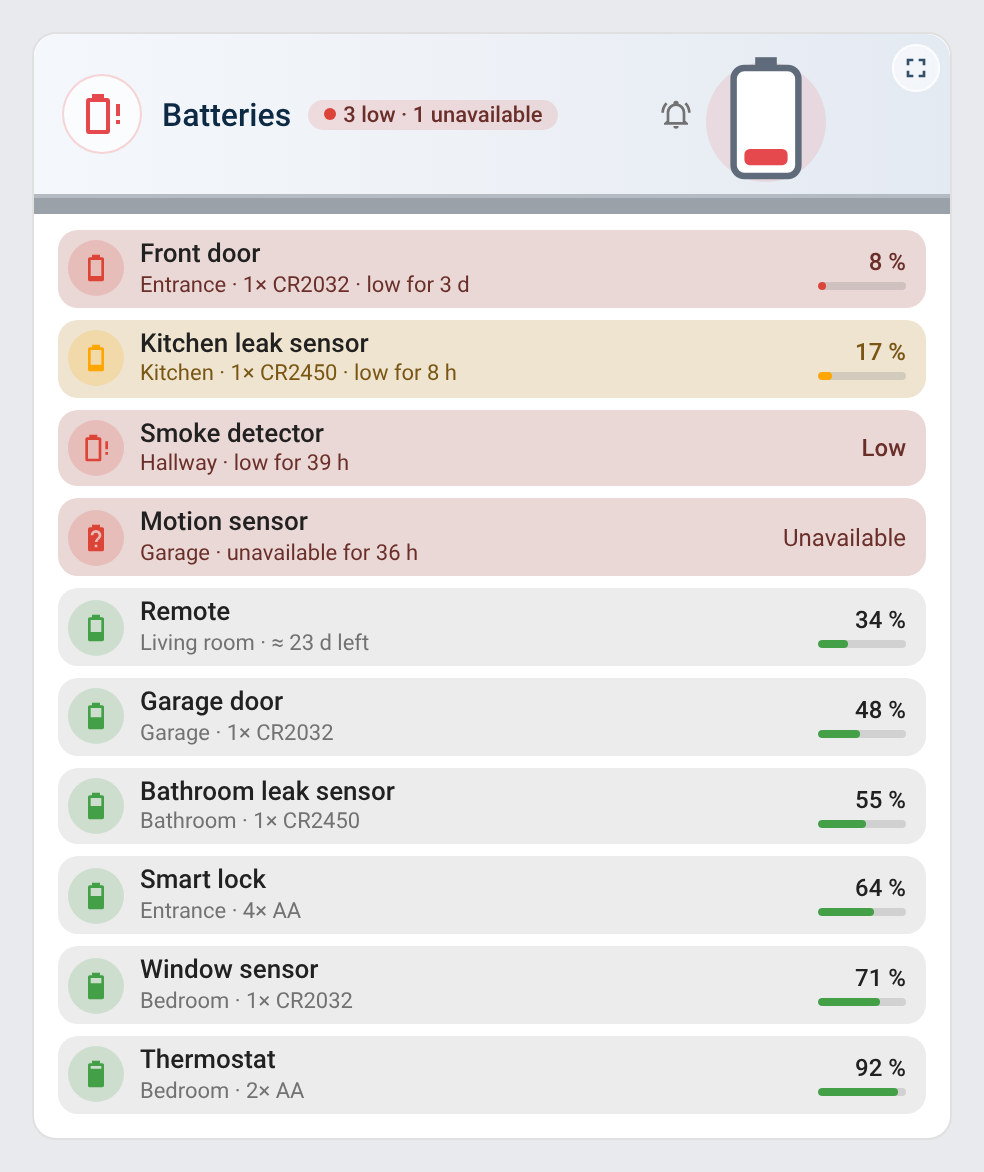 Batteries
3 low · 1 unavailable
Front door
Entrance · 1× CR2032 · low for 3 d
8 %
Kitchen leak sensor
Kitchen · 1× CR2450 · low for 8 h
17 %
Smoke detector
Hallway · low for 39 h
Low
Motion sensor
Garage · unavailable for 36 h
Unavailable
Remote
Living room · ≈ 23 d left
34 %
Garage door
Garage · 1× CR2032
48 %
Bathroom leak sensor
Bathroom · 1× CR2450
55 %
Smart lock
Entrance · 4× AA
64 %
Window sensor
Bedroom · 1× CR2032
71 %
Thermostat
Bedroom · 2× AA
92 %